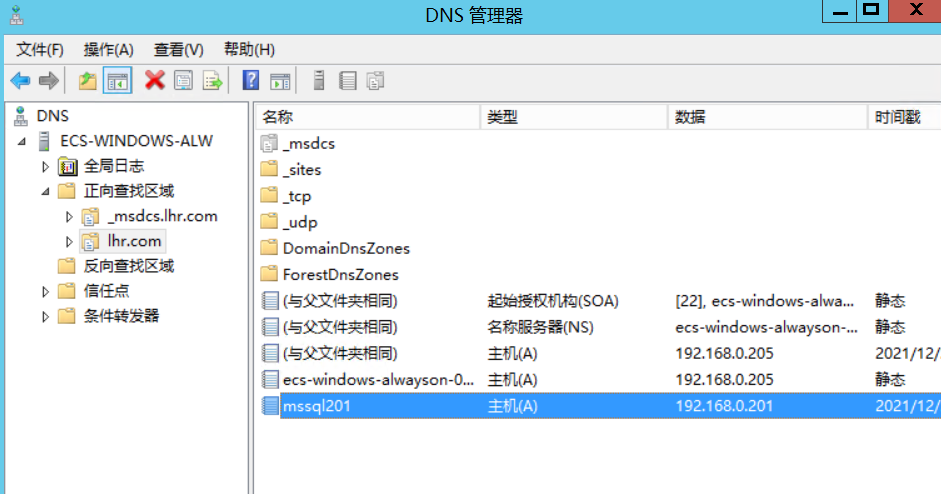 DNS 管理器
文件(F) 操作(A) 查看(V) 帮助(H)
DNS
ECS-WINDOWS-ALW
全局日志
正向查找区域
_msdcs.lhr.com
lhr.com
反向查找区域
信任点
条件转发器
名称 类型 数据 时间戳
_msdcs
_sites
_tcp
_udp
DomainDnsZones
ForestDnsZones
(与父文件夹相同) 起始授权机构(SOA) [22], ecs-windows-alwa... 静态
(与父文件夹相同) 名称服务器(NS) ecs-windows-alwayson-... 静态
(与父文件夹相同) 主机(A) 192.168.0.205 2021/12/
ecs-windows-alwayson-0... 主机(A) 192.168.0.205 静态
mssql201 主机(A) 192.168.0.201 2021/12/